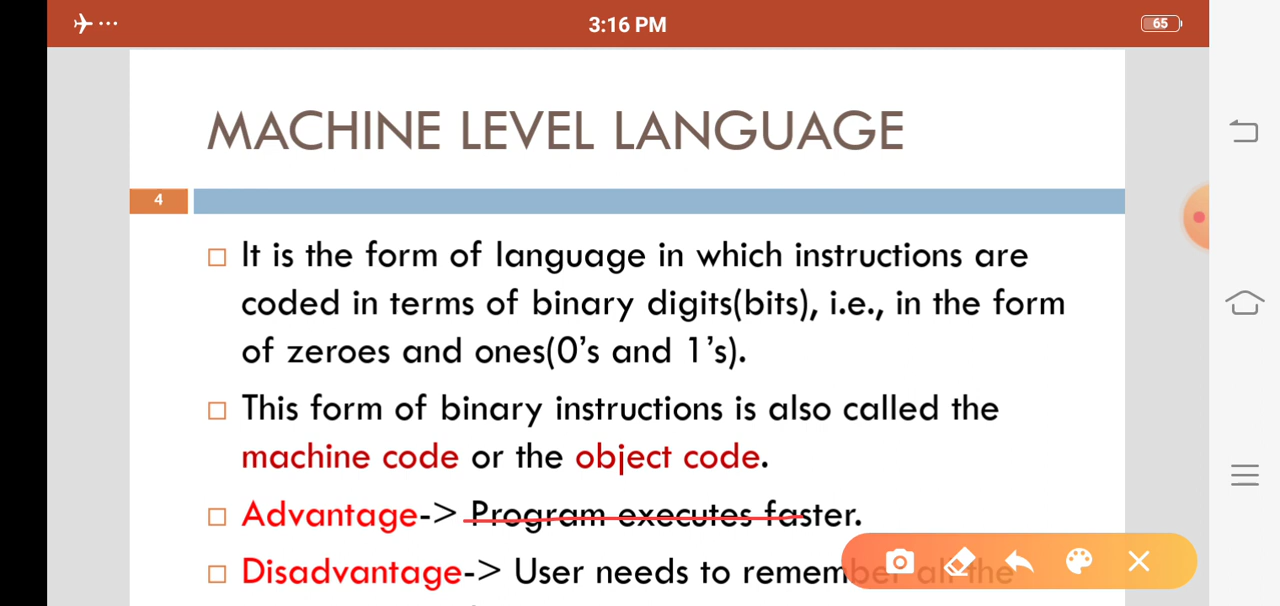 3:16 PM
65
MACHINE LEVEL LANGUAGE
4
It is the form of language in which instructions are
coded in terms of binary digits(bits), i.e., in the form
of zeroes and ones(0's and 1's).
This form of binary instructions is also called the
machine code or the object code.
Advantage-> Program executes faster.
Disadvantage-> User needs to remember all the